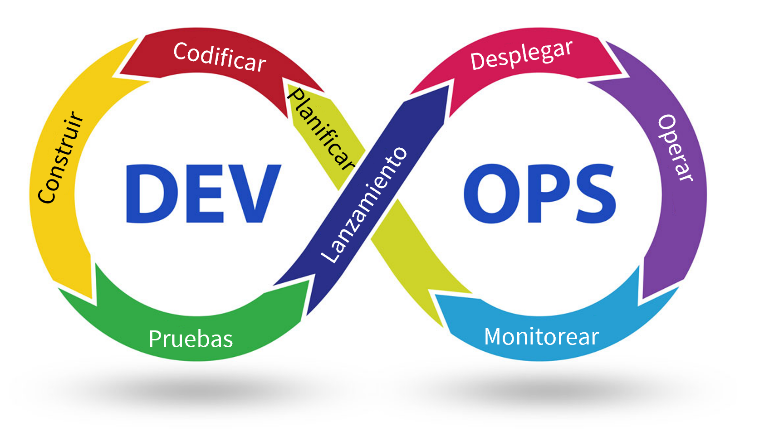 Codificar
Desplegar
Planificar
Construir
Operar
DEV
OPS
Lanzamiento
Pruebas
Monitorear